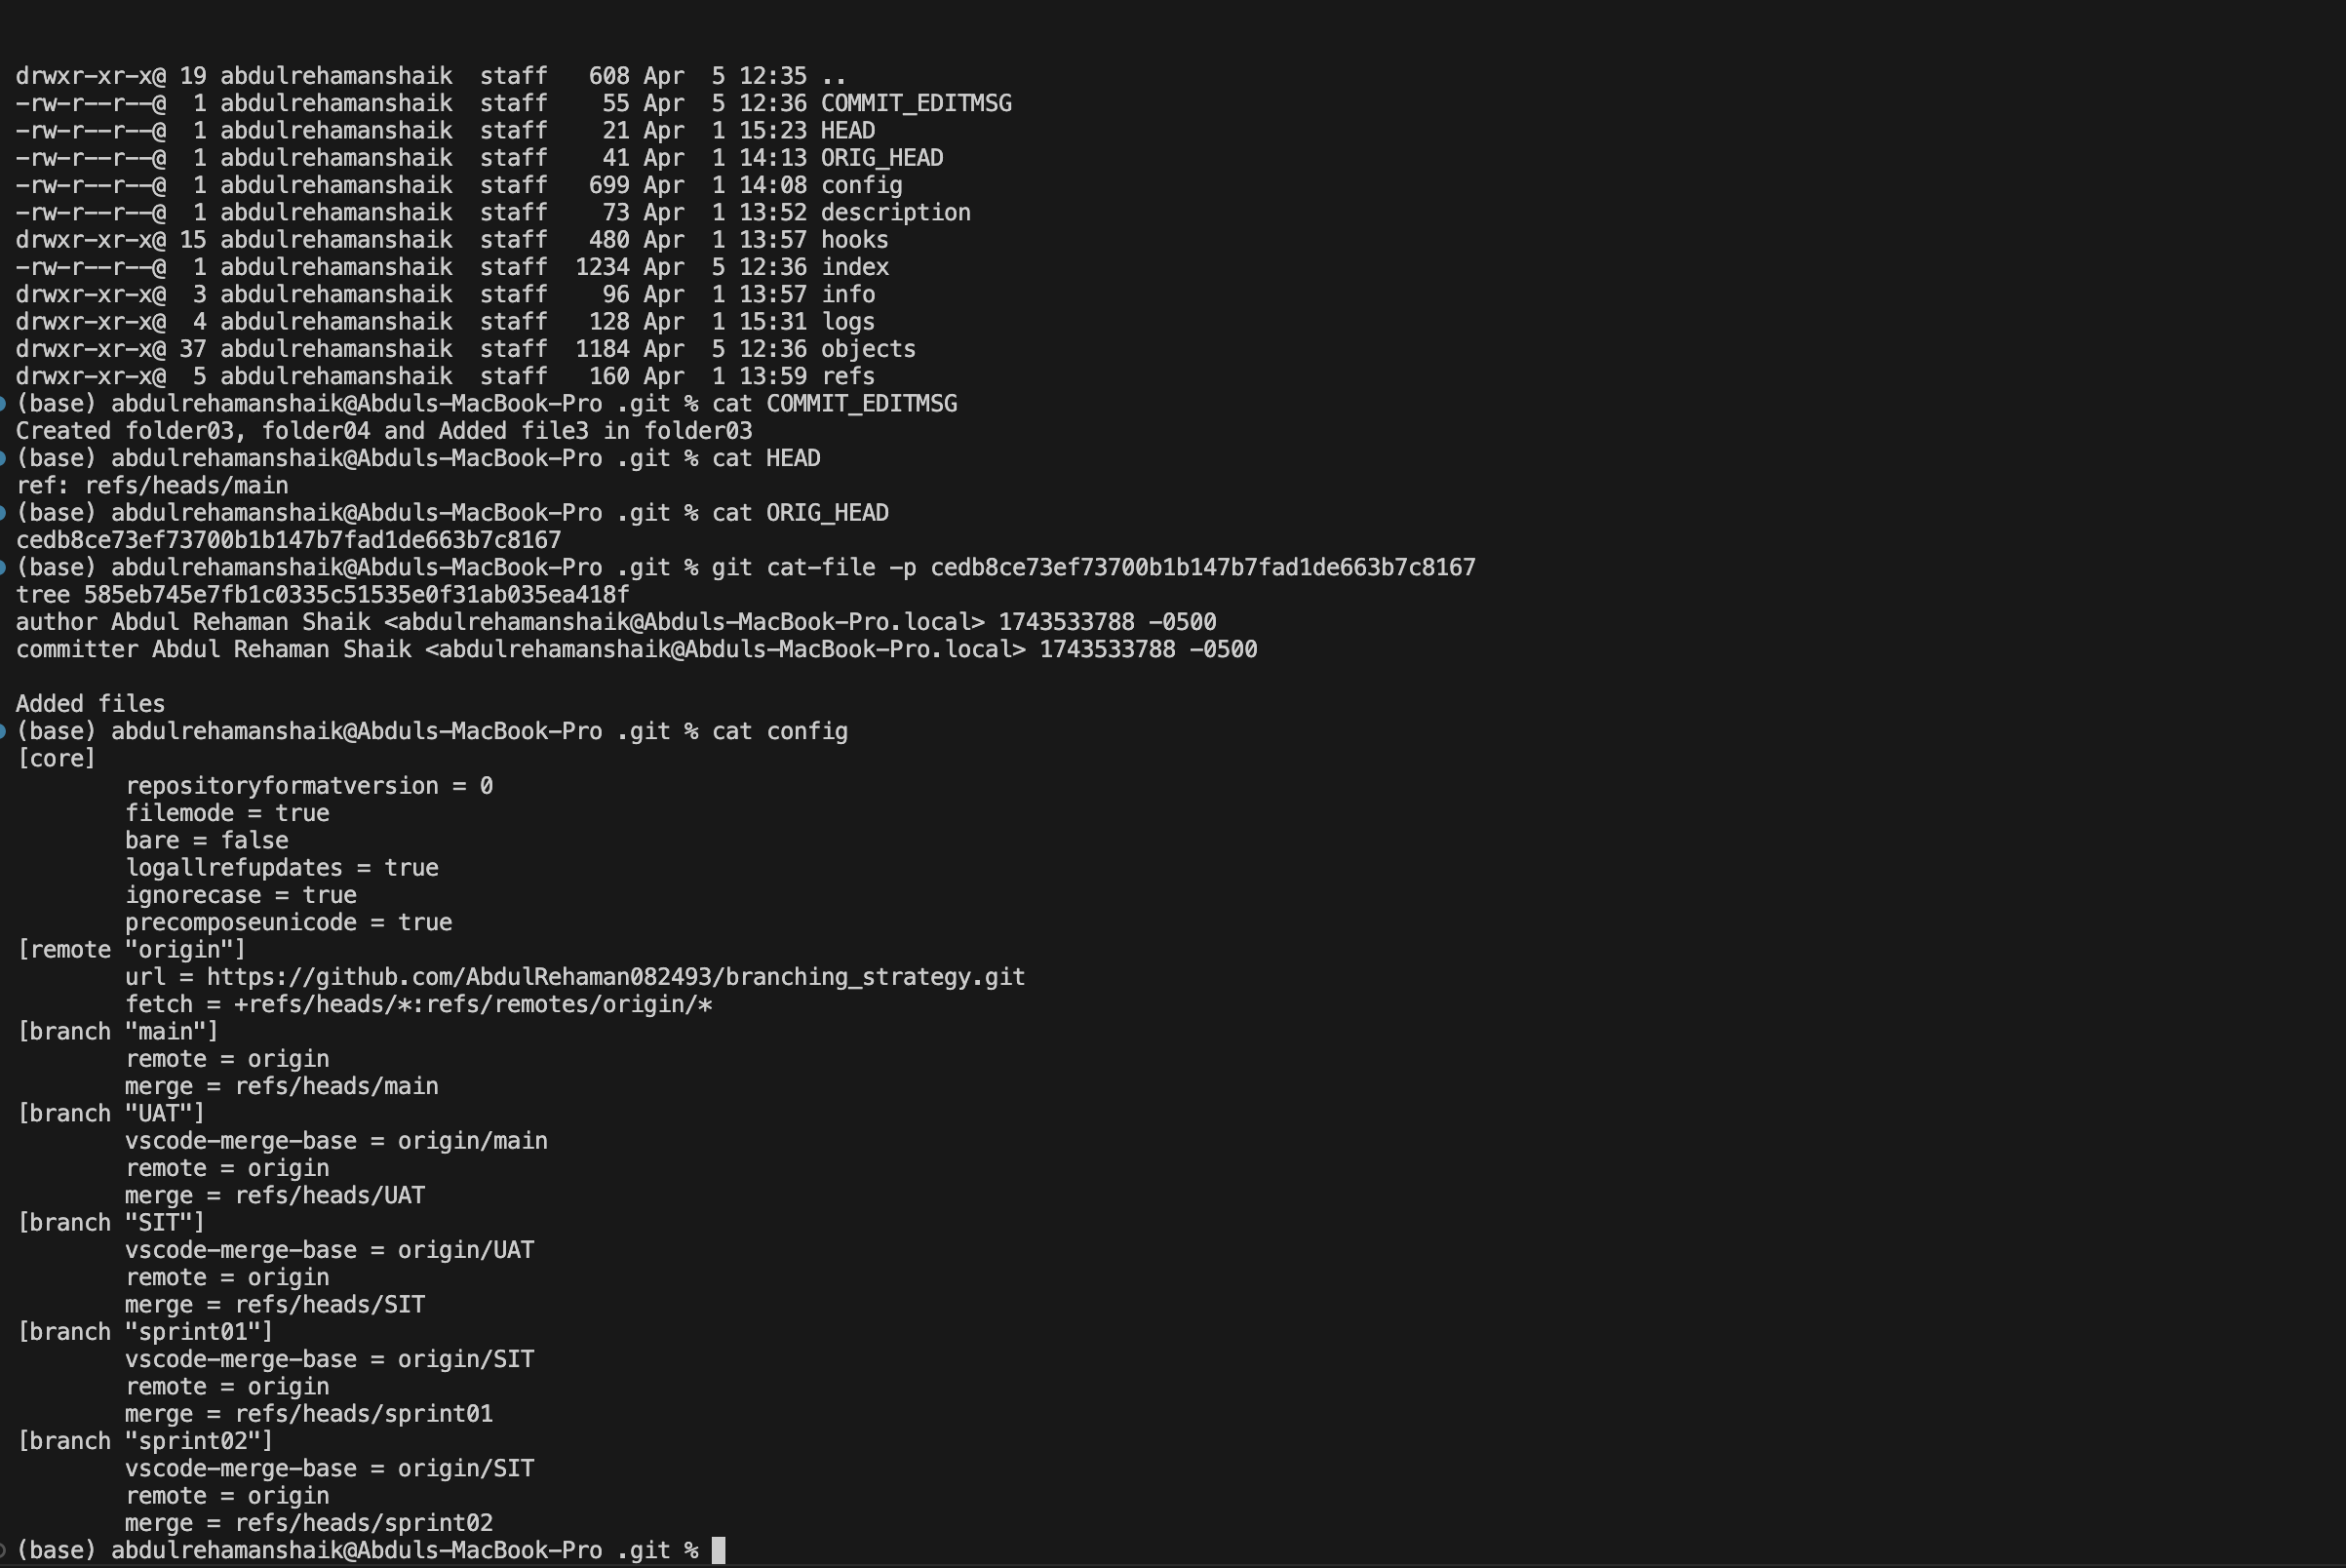 drwxr-xr-x@ 19 abdulrehamanshaik  staff   608 Apr  5 12:35 ..
-rw-r--r--@  1 abdulrehamanshaik  staff    55 Apr  5 12:36 COMMIT_EDITMSG
-rw-r--r--@  1 abdulrehamanshaik  staff    21 Apr  1 15:23 HEAD
-rw-r--r--@  1 abdulrehamanshaik  staff    41 Apr  1 14:13 ORIG_HEAD
-rw-r--r--@  1 abdulrehamanshaik  staff   699 Apr  1 14:08 config
-rw-r--r--@  1 abdulrehamanshaik  staff    73 Apr  1 13:52 description
drwxr-xr-x@ 15 abdulrehamanshaik  staff   480 Apr  1 13:57 hooks
-rw-r--r--@  1 abdulrehamanshaik  staff  1234 Apr  5 12:36 index
drwxr-xr-x@  3 abdulrehamanshaik  staff    96 Apr  1 13:57 info
drwxr-xr-x@  4 abdulrehamanshaik  staff   128 Apr  1 15:31 logs
drwxr-xr-x@ 37 abdulrehamanshaik  staff  1184 Apr  5 12:36 objects
drwxr-xr-x@  5 abdulrehamanshaik  staff   160 Apr  1 13:59 refs
(base) abdulrehamanshaik@Abduls-MacBook-Pro .git % cat COMMIT_EDITMSG
Created folder03, folder04 and Added file3 in folder03
(base) abdulrehamanshaik@Abduls-MacBook-Pro .git % cat HEAD
ref: refs/heads/main
(base) abdulrehamanshaik@Abduls-MacBook-Pro .git % cat ORIG_HEAD
cedb8ce73ef73700b1b147b7fad1de663b7c8167
(base) abdulrehamanshaik@Abduls-MacBook-Pro .git % git cat-file -p cedb8ce73ef73700b1b147b7fad1de663b7c8167
tree 585eb745e7fb1c0335c51535e0f31ab035ea418f
author Abdul Rehaman Shaik <abdulrehamanshaik@Abduls-MacBook-Pro.local> 1743533788 -0500
committer Abdul Rehaman Shaik <abdulrehamanshaik@Abduls-MacBook-Pro.local> 1743533788 -0500

Added files
(base) abdulrehamanshaik@Abduls-MacBook-Pro .git % cat config
[core]
        repositoryformatversion = 0
        filemode = true
        bare = false
        logallrefupdates = true
        ignorecase = true
        precomposeunicode = true
[remote "origin"]
        url = https://github.com/AbdulRehaman082493/branching_strategy.git
        fetch = +refs/heads/*:refs/remotes/origin/*
[branch "main"]
        remote = origin
        merge = refs/heads/main
[branch "UAT"]
        vscode-merge-base = origin/main
        remote = origin
        merge = refs/heads/UAT
[branch "SIT"]
        vscode-merge-base = origin/UAT
        remote = origin
        merge = refs/heads/SIT
[branch "sprint01"]
        vscode-merge-base = origin/SIT
        remote = origin
        merge = refs/heads/sprint01
[branch "sprint02"]
        vscode-merge-base = origin/SIT
        remote = origin
        merge = refs/heads/sprint02
(base) abdulrehamanshaik@Abduls-MacBook-Pro .git %